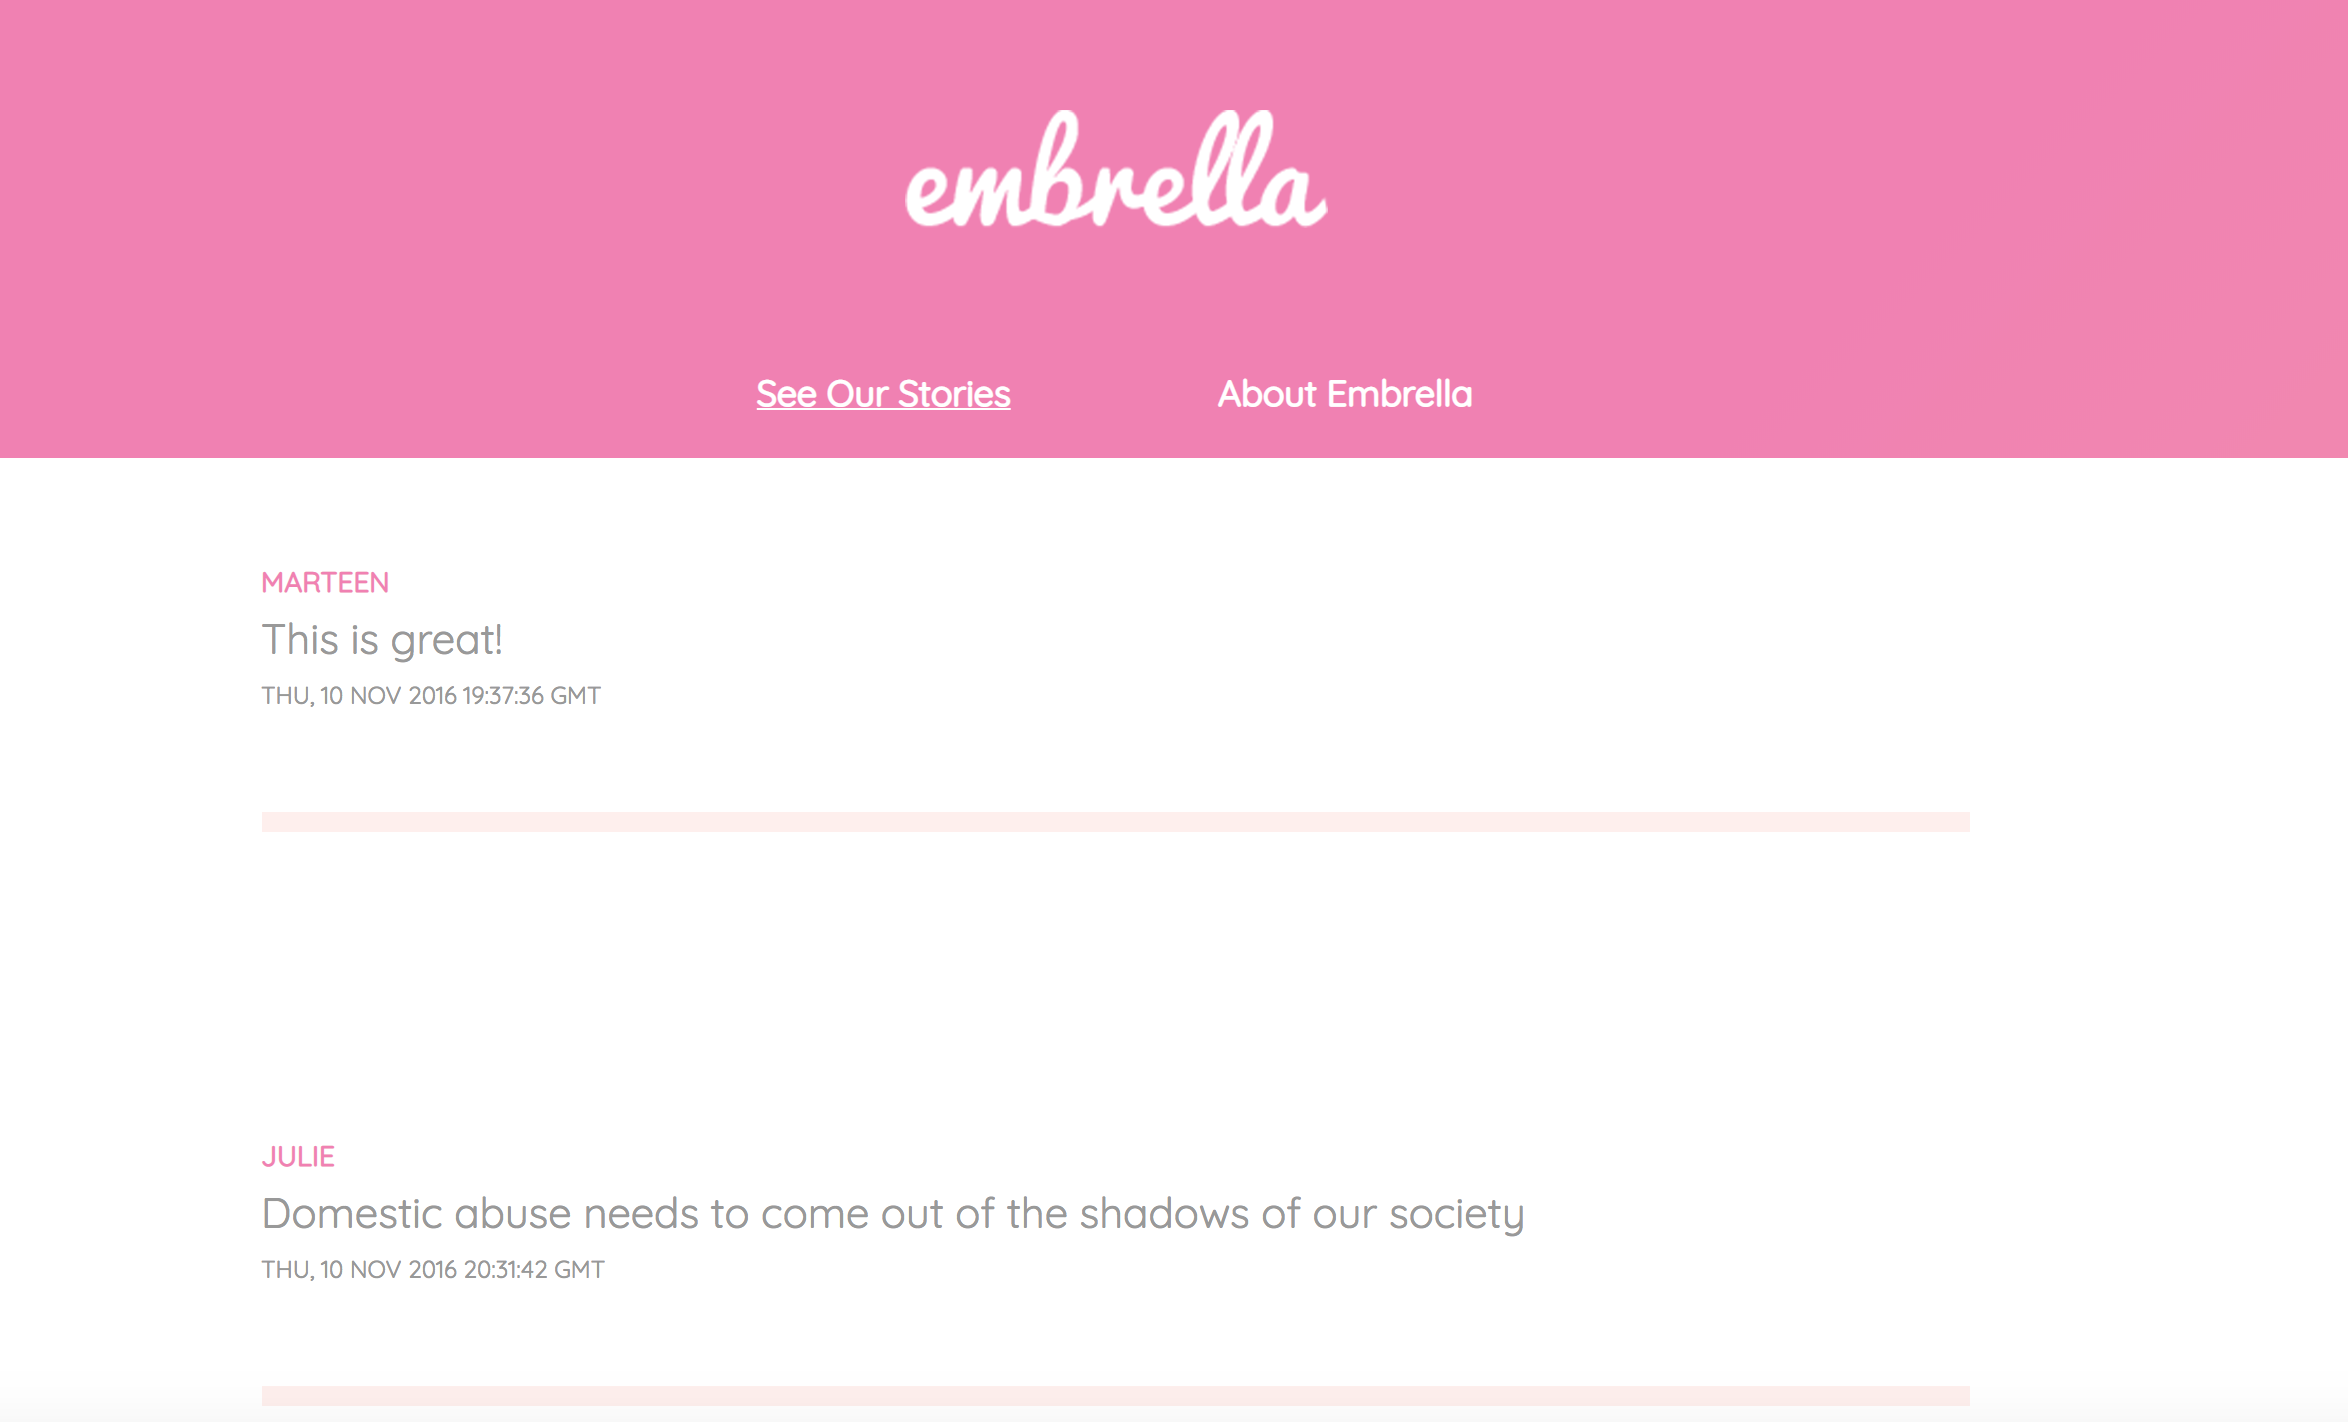 embrella
See Our Stories About Embrella
MARTEEN
This is great!
THU, 10 NOV 2016 19:37:36 GMT
JULIE
Domestic abuse needs to come out of the shadows of our society
THU, 10 NOV 2016 20:31:42 GMT